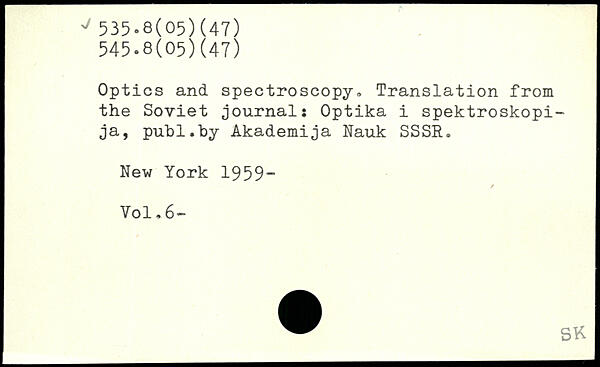 ✓ 535.8(05)(47)
545.8(05)(47)
Optics and spectroscopy. Translation from
the Soviet journal: Optika i spektroskopi-
ja, publ.by Akademija Nauk SSSR.
New York 1959-
Vol.6-
SK